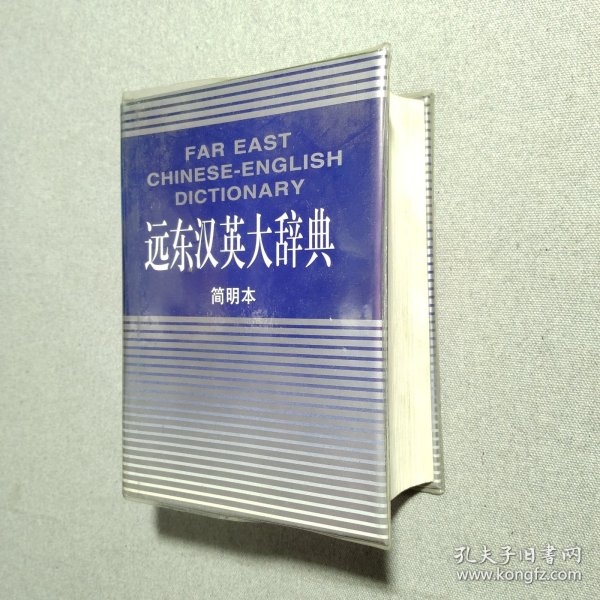 FAR EAST
CHINESE-ENGLISH
DICTIONARY
远东汉英大辞典
简明本
孔夫子旧书网
www.kongfz.com